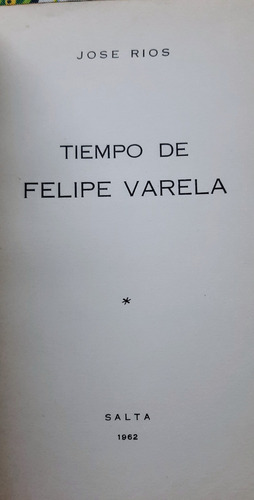 JOSE RIOS
TIEMPO DE
FELIPE VARELA
*
SALTA
1962